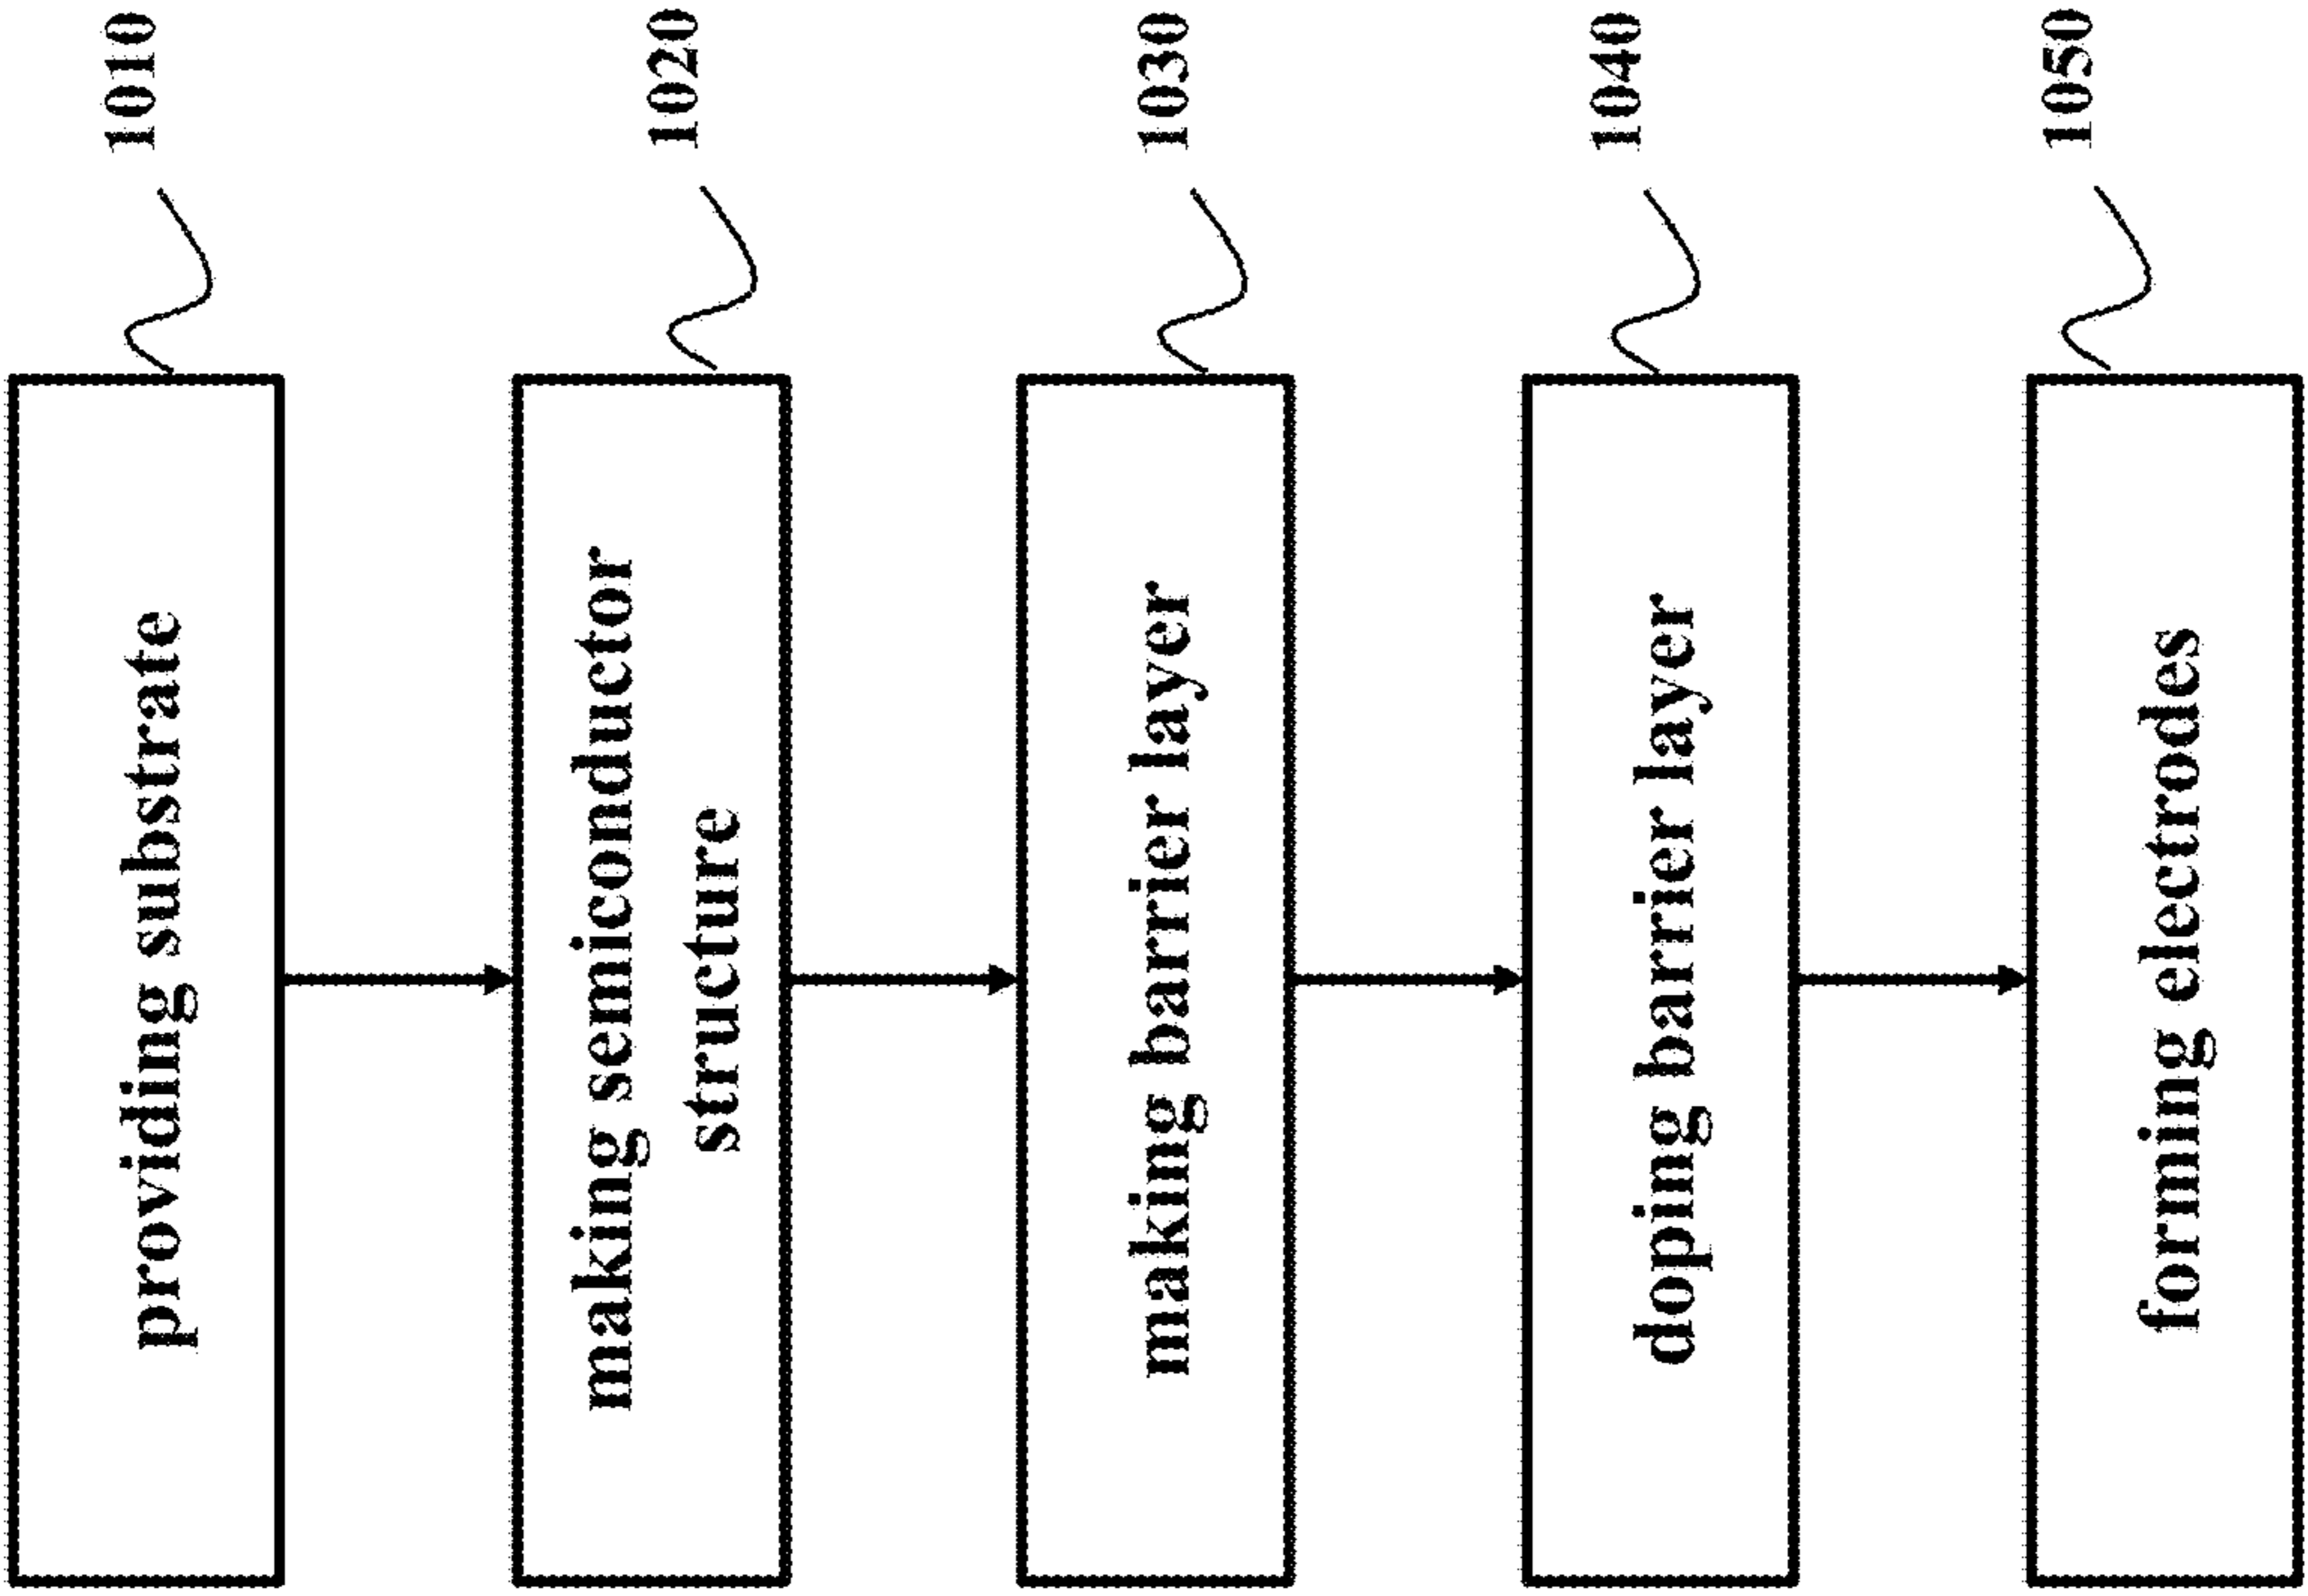 providing substrate
1010
making semiconductor
structure
1020
making barrier layer
1030
doping barrier layer
1040
forming electrodes
1050